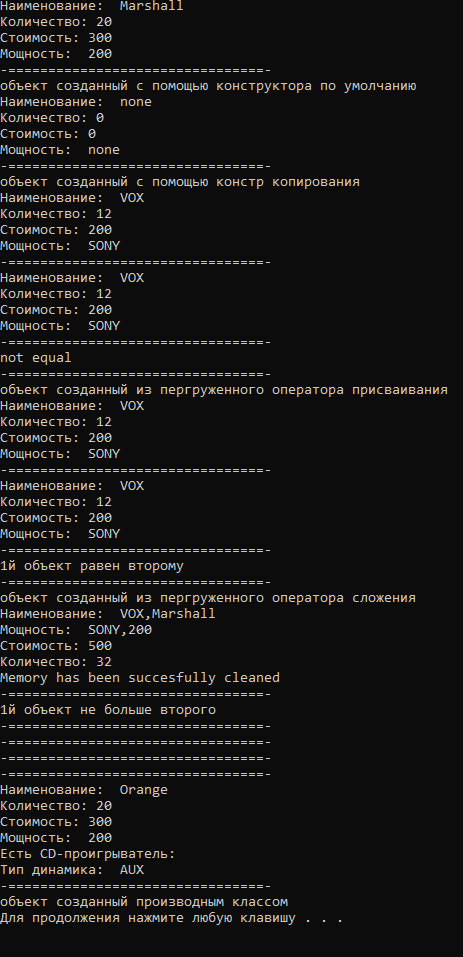 Наименование:  Marshall
Количество: 20
Стоимость: 300
Мощность:  200
-================================-
объект созданный с помощью конструктора по умолчанию
Наименование:  none
Количество: 0
Стоимость: 0
Мощность:  none
-================================-
объект созданный с помощью констр копирования
Наименование:  VOX
Количество: 12
Стоимость: 200
Мощность:  SONY
-================================-
Наименование:  VOX
Количество: 12
Стоимость: 200
Мощность:  SONY
-================================-
not equal
-================================-
объект созданный из пергруженного оператора присваивания
Наименование:  VOX
Количество: 12
Стоимость: 200
Мощность:  SONY
-================================-
Наименование:  VOX
Количество: 12
Стоимость: 200
Мощность:  SONY
-================================-
1й объект равен второму
-================================-
объект созданный из пергруженного оператора сложения
Наименование:  VOX,Marshall
Мощность:  SONY,200
Стоимость: 500
Количество: 32
Memory has been succesfully cleaned
-================================-
1й объект не больше второго
-================================-
-================================-
-================================-
-================================-
Наименование:  Orange
Количество: 20
Стоимость: 300
Мощность:  200
Есть CD-проигрыватель:
Тип динамика:  AUX
-================================-
объект созданный производным классом
Для продолжения нажмите любую клавишу . . .